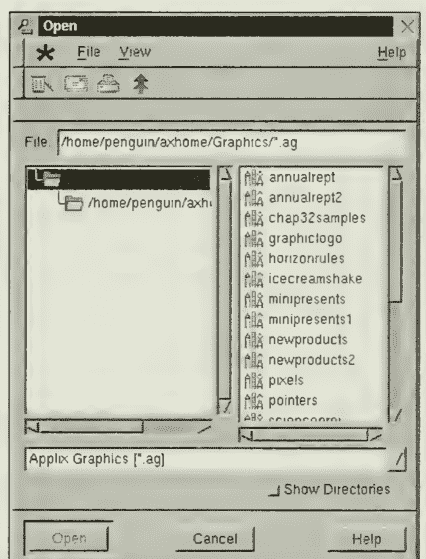 Open
File View Help
File: /home/penguin/axhome/Graphics/*.ag
/home/penguin/axh
annualrept
annualrept2
chap32samples
graphiclogo
horizonrules
icecreamshake
minipresents
minipresents1
newproducts
newproducts2
pixels
pointers
Applix Graphics [*.ag]
Show Directories
Open Cancel Help